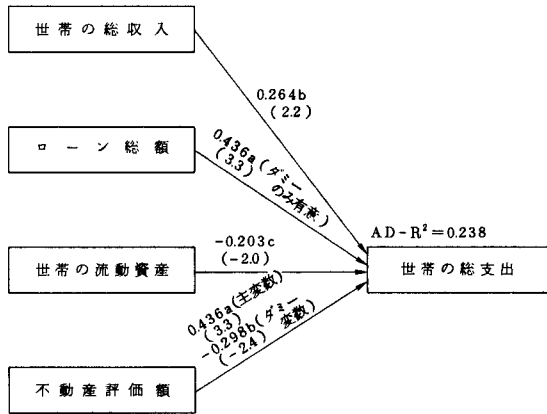 世帯の総収入
0.264b
(2.2)
ローン総額
0.436a(ダミー
(3.3) のみ有意)
AD-R²=0.238
世帯の流動資産
-0.203c
(-2.0)
世帯の総支出
0.436a(主変数)
(3.3)
-0.298b(ダミー
(-2.4) 変数)
不動産評価額